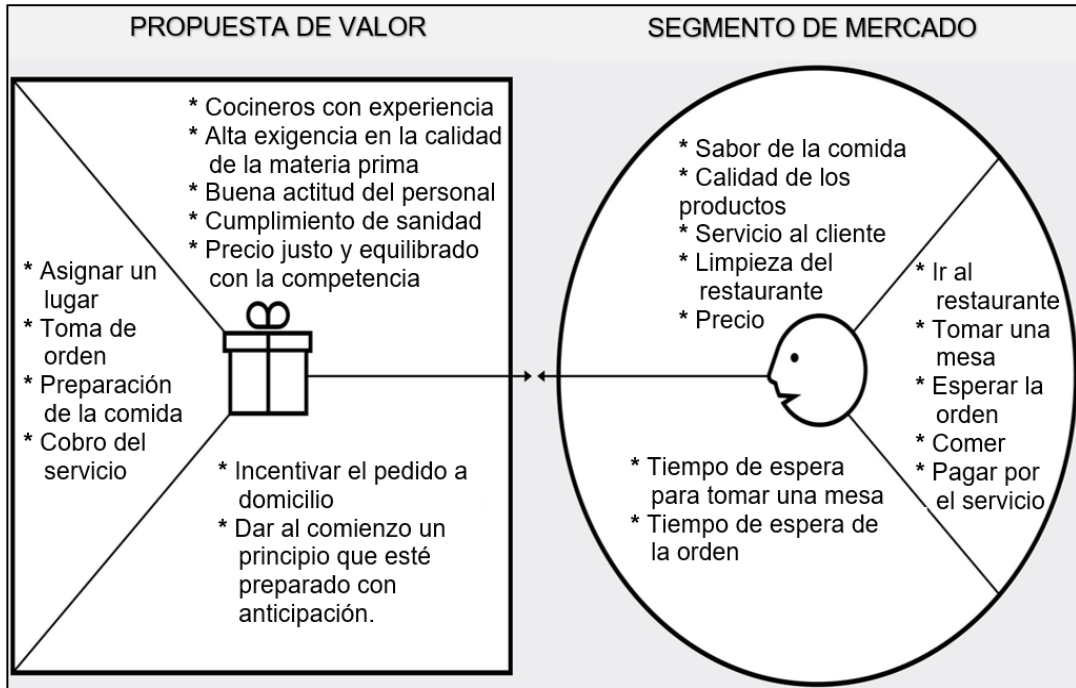 PROPUESTA DE VALOR
* Cocineros con experiencia
* Alta exigencia en la calidad
de la materia prima
* Buena actitud del personal
* Cumplimiento de sanidad
* Precio justo y equilibrado
con la competencia
* Asignar un
lugar
* Toma de
orden
* Preparación
de la comida
* Cobro del
servicio
* Incentivar el pedido a
domicilio
* Dar al comienzo un
principio que esté
preparado con
anticipación.
SEGMENTO DE MERCADO
* Sabor de la comida
* Calidad de los
productos
* Servicio al cliente
* Limpieza del
restaurante
* Precio
* Ir al
restaurante
* Tomar una
mesa
* Esperar la
orden
* Comer
* Pagar por
el servicio
* Tiempo de espera
para tomar una mesa
* Tiempo de espera de
la orden